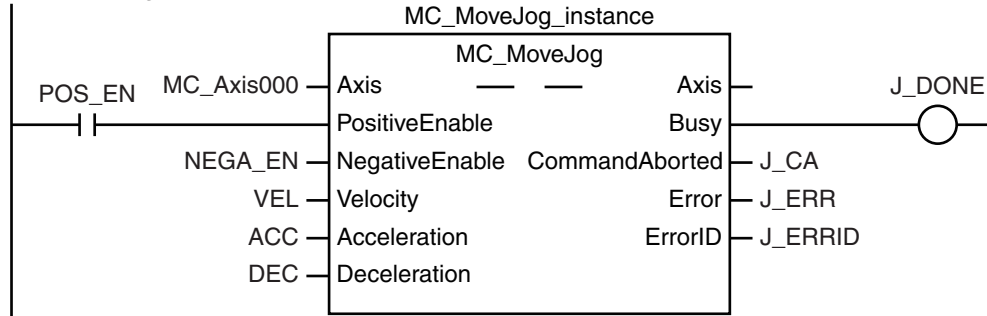 MC_MoveJog_instance
MC_MoveJog
POS_EN MC_Axis000 Axis Axis J_DONE
PositiveEnable Busy
NEGA_EN NegativeEnable CommandAborted J_CA
VEL Velocity Error J_ERR
ACC Acceleration ErrorID J_ERRID
DEC Deceleration